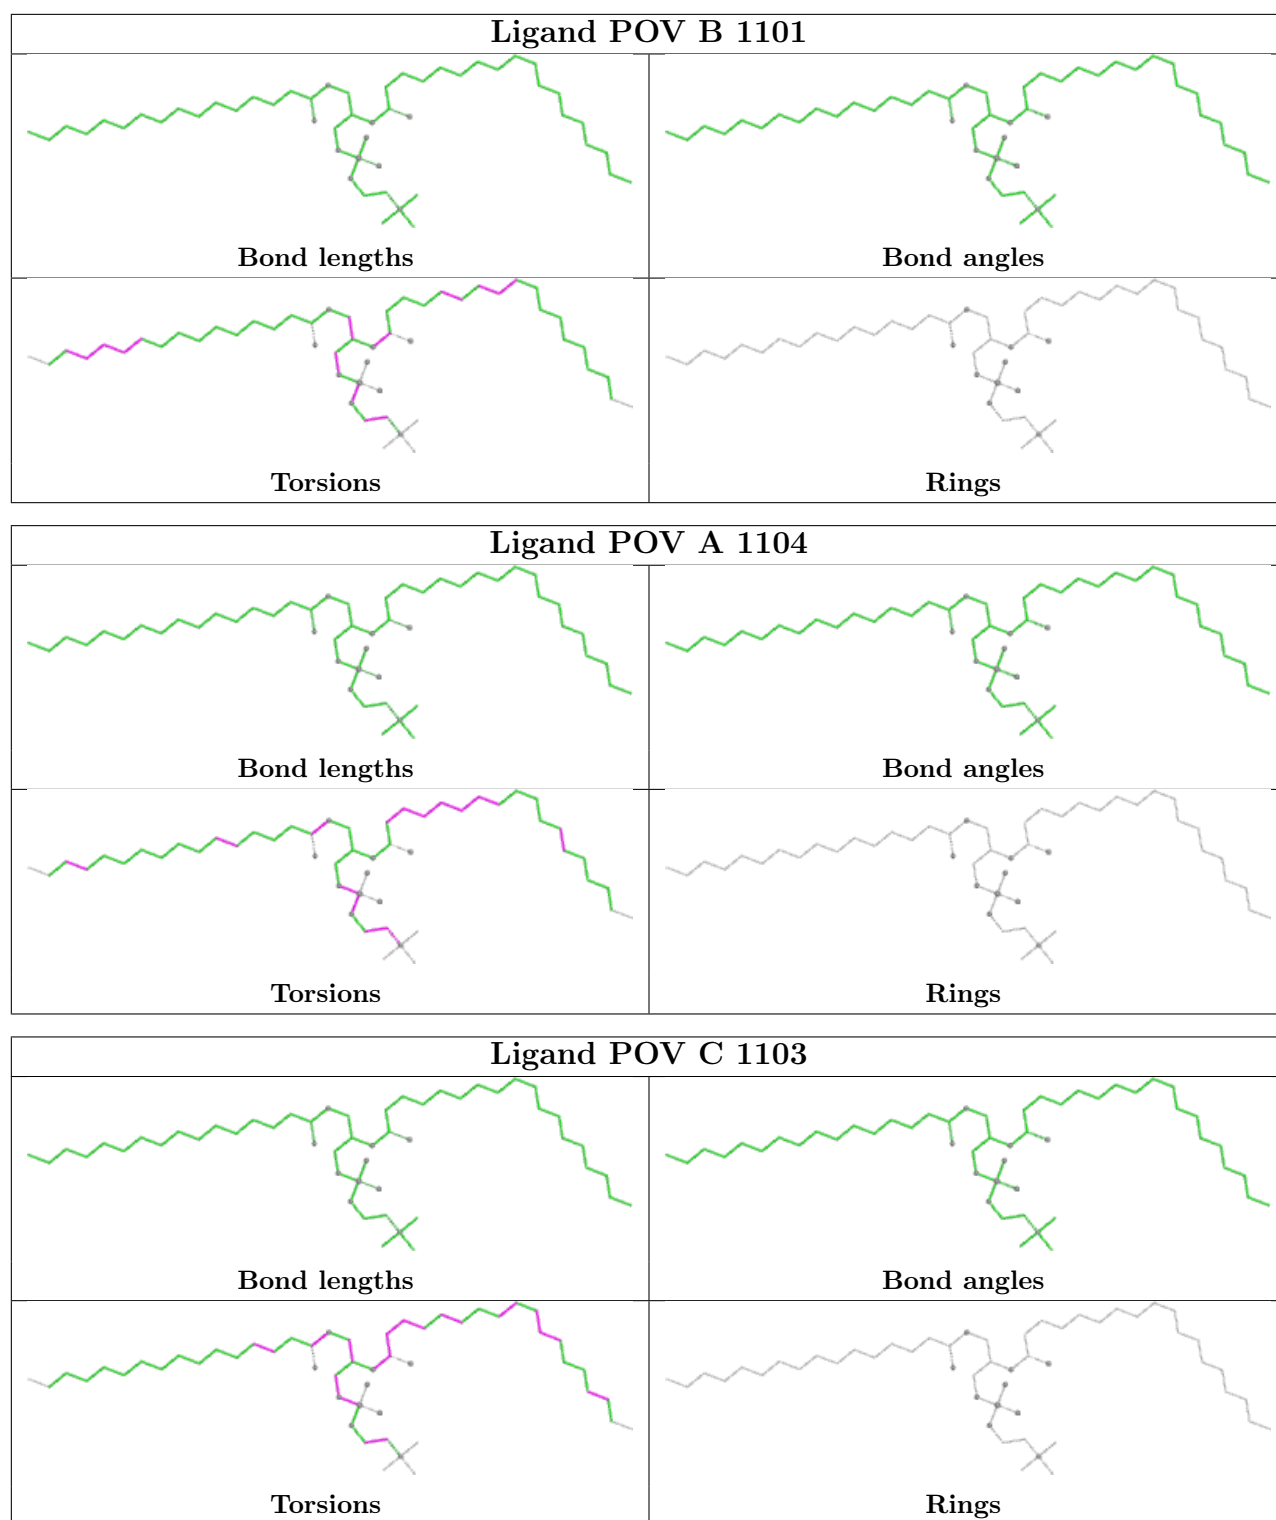 Ligand POV B 1101
Bond lengths
Bond angles
Torsions
Rings
Ligand POV A 1104
Bond lengths
Bond angles
Torsions
Rings
Ligand POV C 1103
Bond lengths
Bond angles
Torsions
Rings